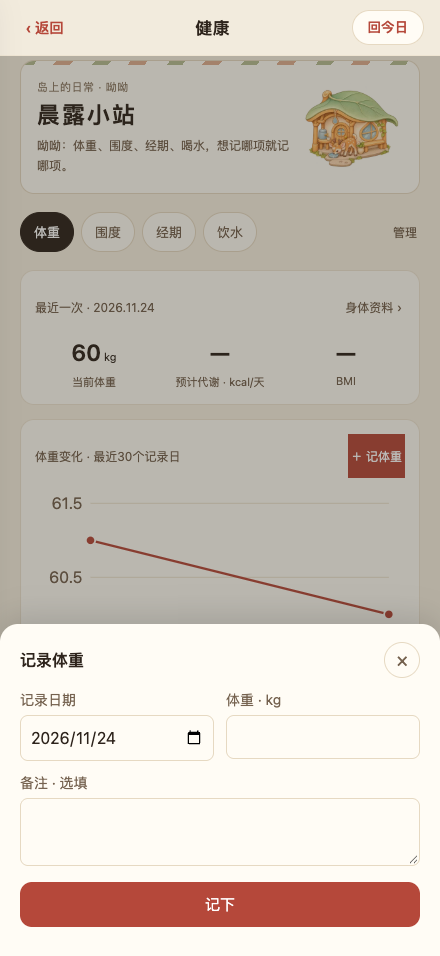 ‹ 返回
健康
回今日
岛上的日常 · 呦呦
晨露小站
呦呦：体重、围度、经期、喝水，想记哪项就记
哪项。
体重
围度
经期
饮水
管理
最近一次 · 2026.11.24
身体资料 ›
60 kg
—
—
当前体重
预计代谢 · kcal/天
BMI
体重变化 · 最近30个记录日
+ 记体重
61.5
60.5
记录体重
×
记录日期
体重 · kg
2026/11/24
备注 · 选填
记下